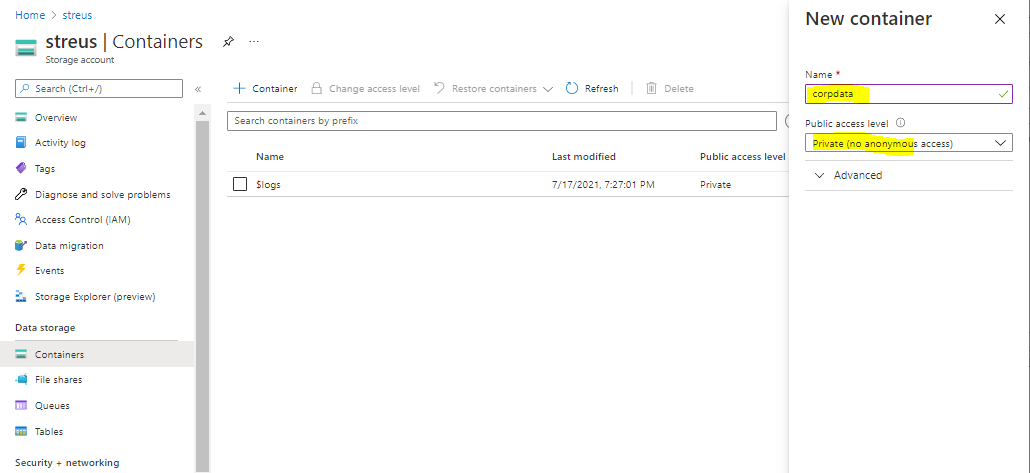 Home > streus
streus | Containers
...
Storage account
Search (Ctrl+/)
«
Overview
Activity log
Tags
Diagnose and solve problems
Access Control (IAM)
Data migration
Events
Storage Explorer (preview)
Data storage
Containers
File shares
Queues
Tables
Security + networking
+ Container
Change access level
Restore containers
Refresh
Delete
Search containers by prefix
Name Last modified Public access level
$logs 7/17/2021, 7:27:01 PM Private
New container
Name *
corpdata
Public access level
Private (no anonymous access)
Advanced